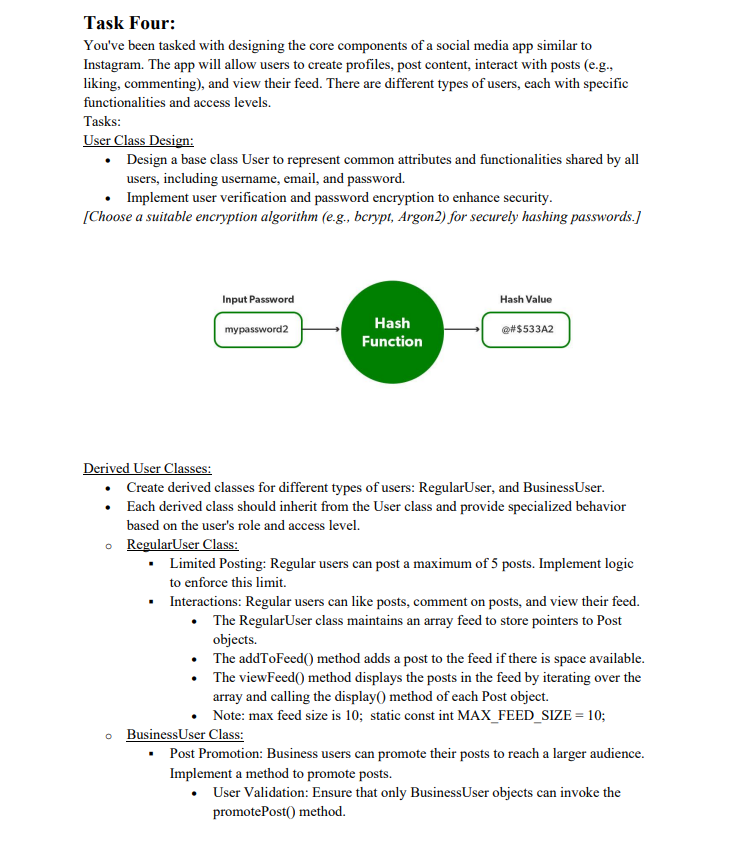 Task Four:
You've been tasked with designing the core components of a social media app similar to
Instagram. The app will allow users to create profiles, post content, interact with posts (e.g.,
liking, commenting), and view their feed. There are different types of users, each with specific
functionalities and access levels.
Tasks:
User Class Design:
• Design a base class User to represent common attributes and functionalities shared by all
users, including username, email, and password.
• Implement user verification and password encryption to enhance security.
[Choose a suitable encryption algorithm (e.g., bcrypt, Argon2) for securely hashing passwords.]
Input Password
mypassword2
Hash
Function
Hash Value
@#$533A2
Derived User Classes:
• Create derived classes for different types of users: RegularUser, and BusinessUser.
• Each derived class should inherit from the User class and provide specialized behavior
based on the user's role and access level.
o RegularUser Class:
▪ Limited Posting: Regular users can post a maximum of 5 posts. Implement logic
to enforce this limit.
▪ Interactions: Regular users can like posts, comment on posts, and view their feed.
• The RegularUser class maintains an array feed to store pointers to Post
objects.
• The addToFeed() method adds a post to the feed if there is space available.
• The viewFeed() method displays the posts in the feed by iterating over the
array and calling the display() method of each Post object.
• Note: max feed size is 10; static const int MAX_FEED_SIZE = 10;
o BusinessUser Class:
▪ Post Promotion: Business users can promote their posts to reach a larger audience.
Implement a method to promote posts.
• User Validation: Ensure that only BusinessUser objects can invoke the
promotePost() method.